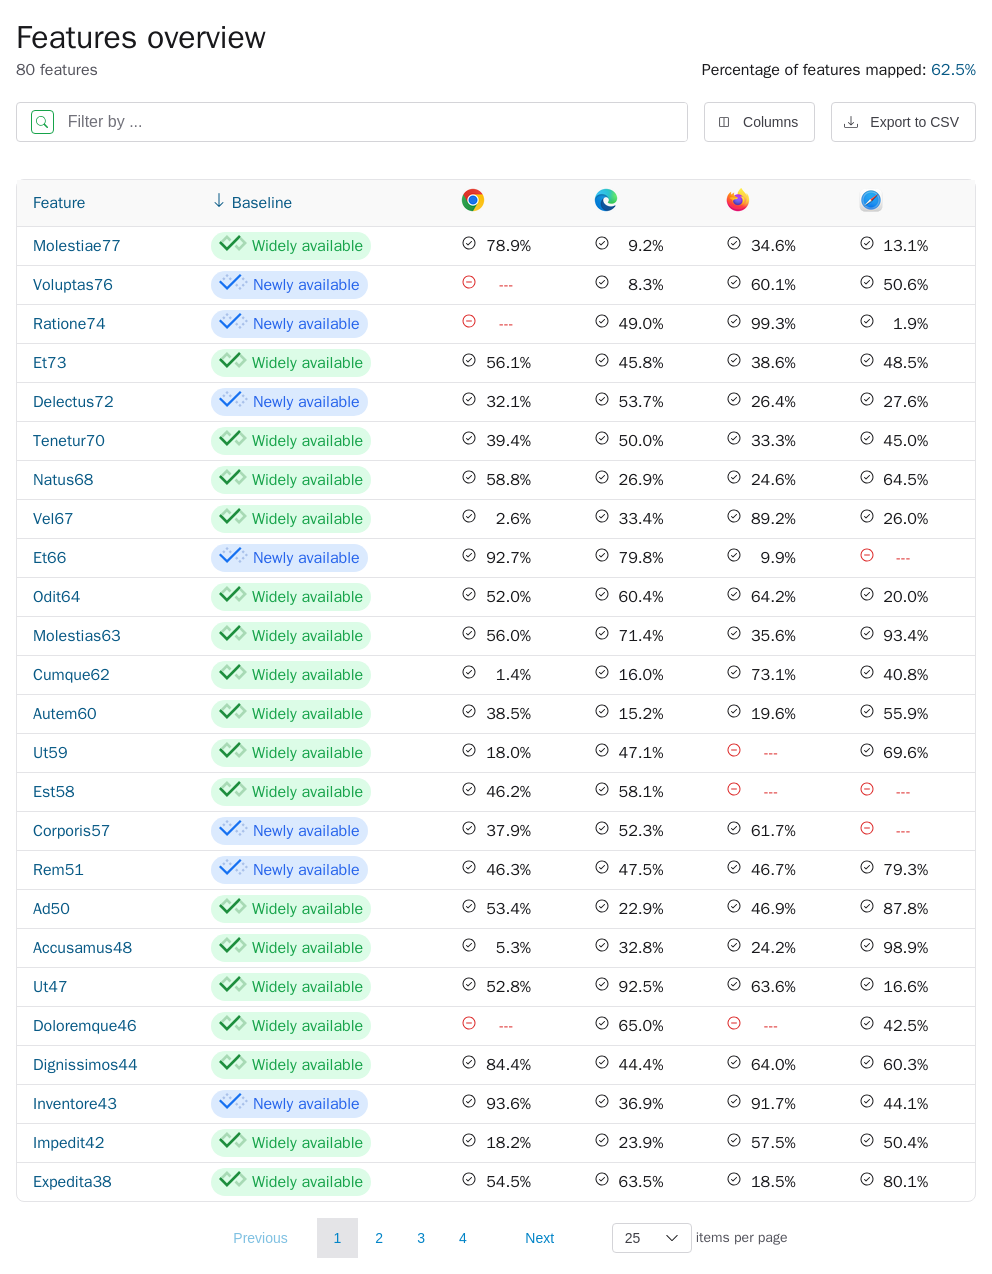 Features overview
80 features
Percentage of features mapped: 62.5%
Filter by ...
Columns
Export to CSV
Feature Baseline
Molestiae77 Widely available 78.9% 9.2% 34.6% 13.1%
Voluptas76 Newly available --- 8.3% 60.1% 50.6%
Ratione74 Newly available --- 49.0% 99.3% 1.9%
Et73 Widely available 56.1% 45.8% 38.6% 48.5%
Delectus72 Newly available 32.1% 53.7% 26.4% 27.6%
Tenetur70 Widely available 39.4% 50.0% 33.3% 45.0%
Natus68 Widely available 58.8% 26.9% 24.6% 64.5%
Vel67 Widely available 2.6% 33.4% 89.2% 26.0%
Et66 Newly available 92.7% 79.8% 9.9% ---
Odit64 Widely available 52.0% 60.4% 64.2% 20.0%
Molestias63 Widely available 56.0% 71.4% 35.6% 93.4%
Cumque62 Widely available 1.4% 16.0% 73.1% 40.8%
Autem60 Widely available 38.5% 15.2% 19.6% 55.9%
Ut59 Widely available 18.0% 47.1% --- 69.6%
Est58 Widely available 46.2% 58.1% --- ---
Corporis57 Newly available 37.9% 52.3% 61.7% ---
Rem51 Newly available 46.3% 47.5% 46.7% 79.3%
Ad50 Widely available 53.4% 22.9% 46.9% 87.8%
Accusamus48 Widely available 5.3% 32.8% 24.2% 98.9%
Ut47 Widely available 52.8% 92.5% 63.6% 16.6%
Doloremque46 Widely available --- 65.0% --- 42.5%
Dignissimos44 Widely available 84.4% 44.4% 64.0% 60.3%
Inventore43 Newly available 93.6% 36.9% 91.7% 44.1%
Impedit42 Widely available 18.2% 23.9% 57.5% 50.4%
Expedita38 Widely available 54.5% 63.5% 18.5% 80.1%
Previous 1 2 3 4 Next 25 items per page